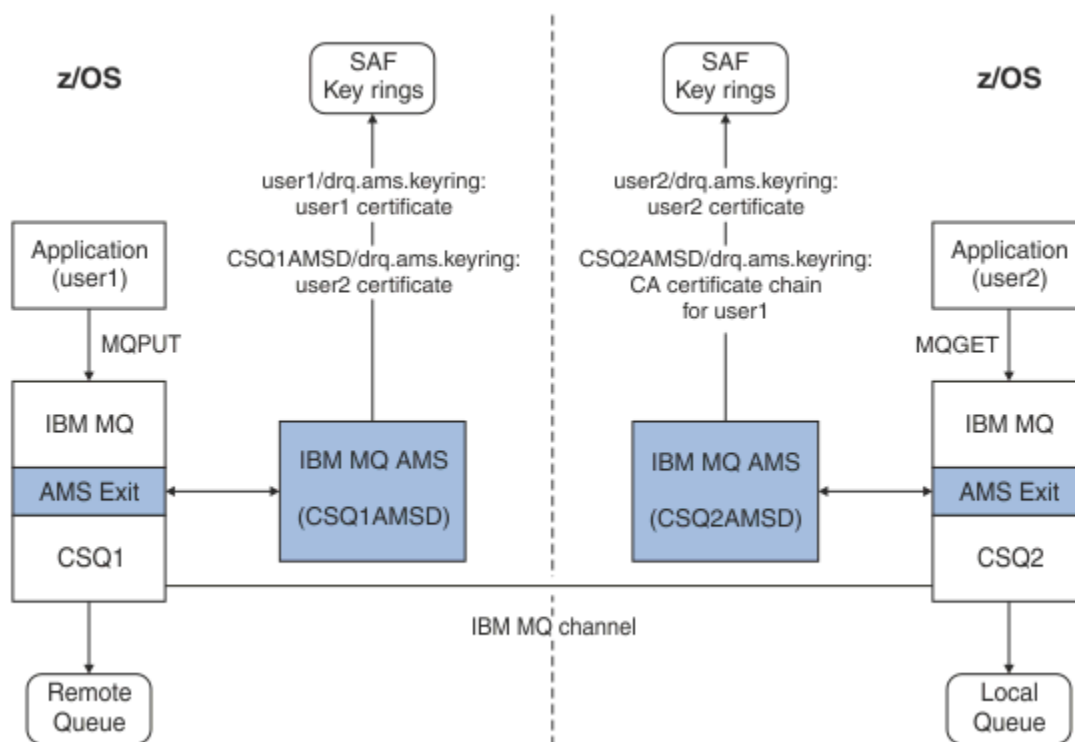 z/OS
SAF
Key rings
user1/drq.ams.keyring:
user1 certificate
CSQ1AMSD/drq.ams.keyring:
user2 certificate
Application
(user1)
MQPUT
IBM MQ
AMS Exit
CSQ1
IBM MQ AMS
(CSQ1AMSD)
Remote
Queue
IBM MQ channel
SAF
Key rings
z/OS
user2/drq.ams.keyring:
user2 certificate
CSQ2AMSD/drq.ams.keyring:
CA certificate chain
for user1
Application
(user2)
MQGET
IBM MQ
AMS Exit
CSQ2
IBM MQ AMS
(CSQ2AMSD)
Local
Queue